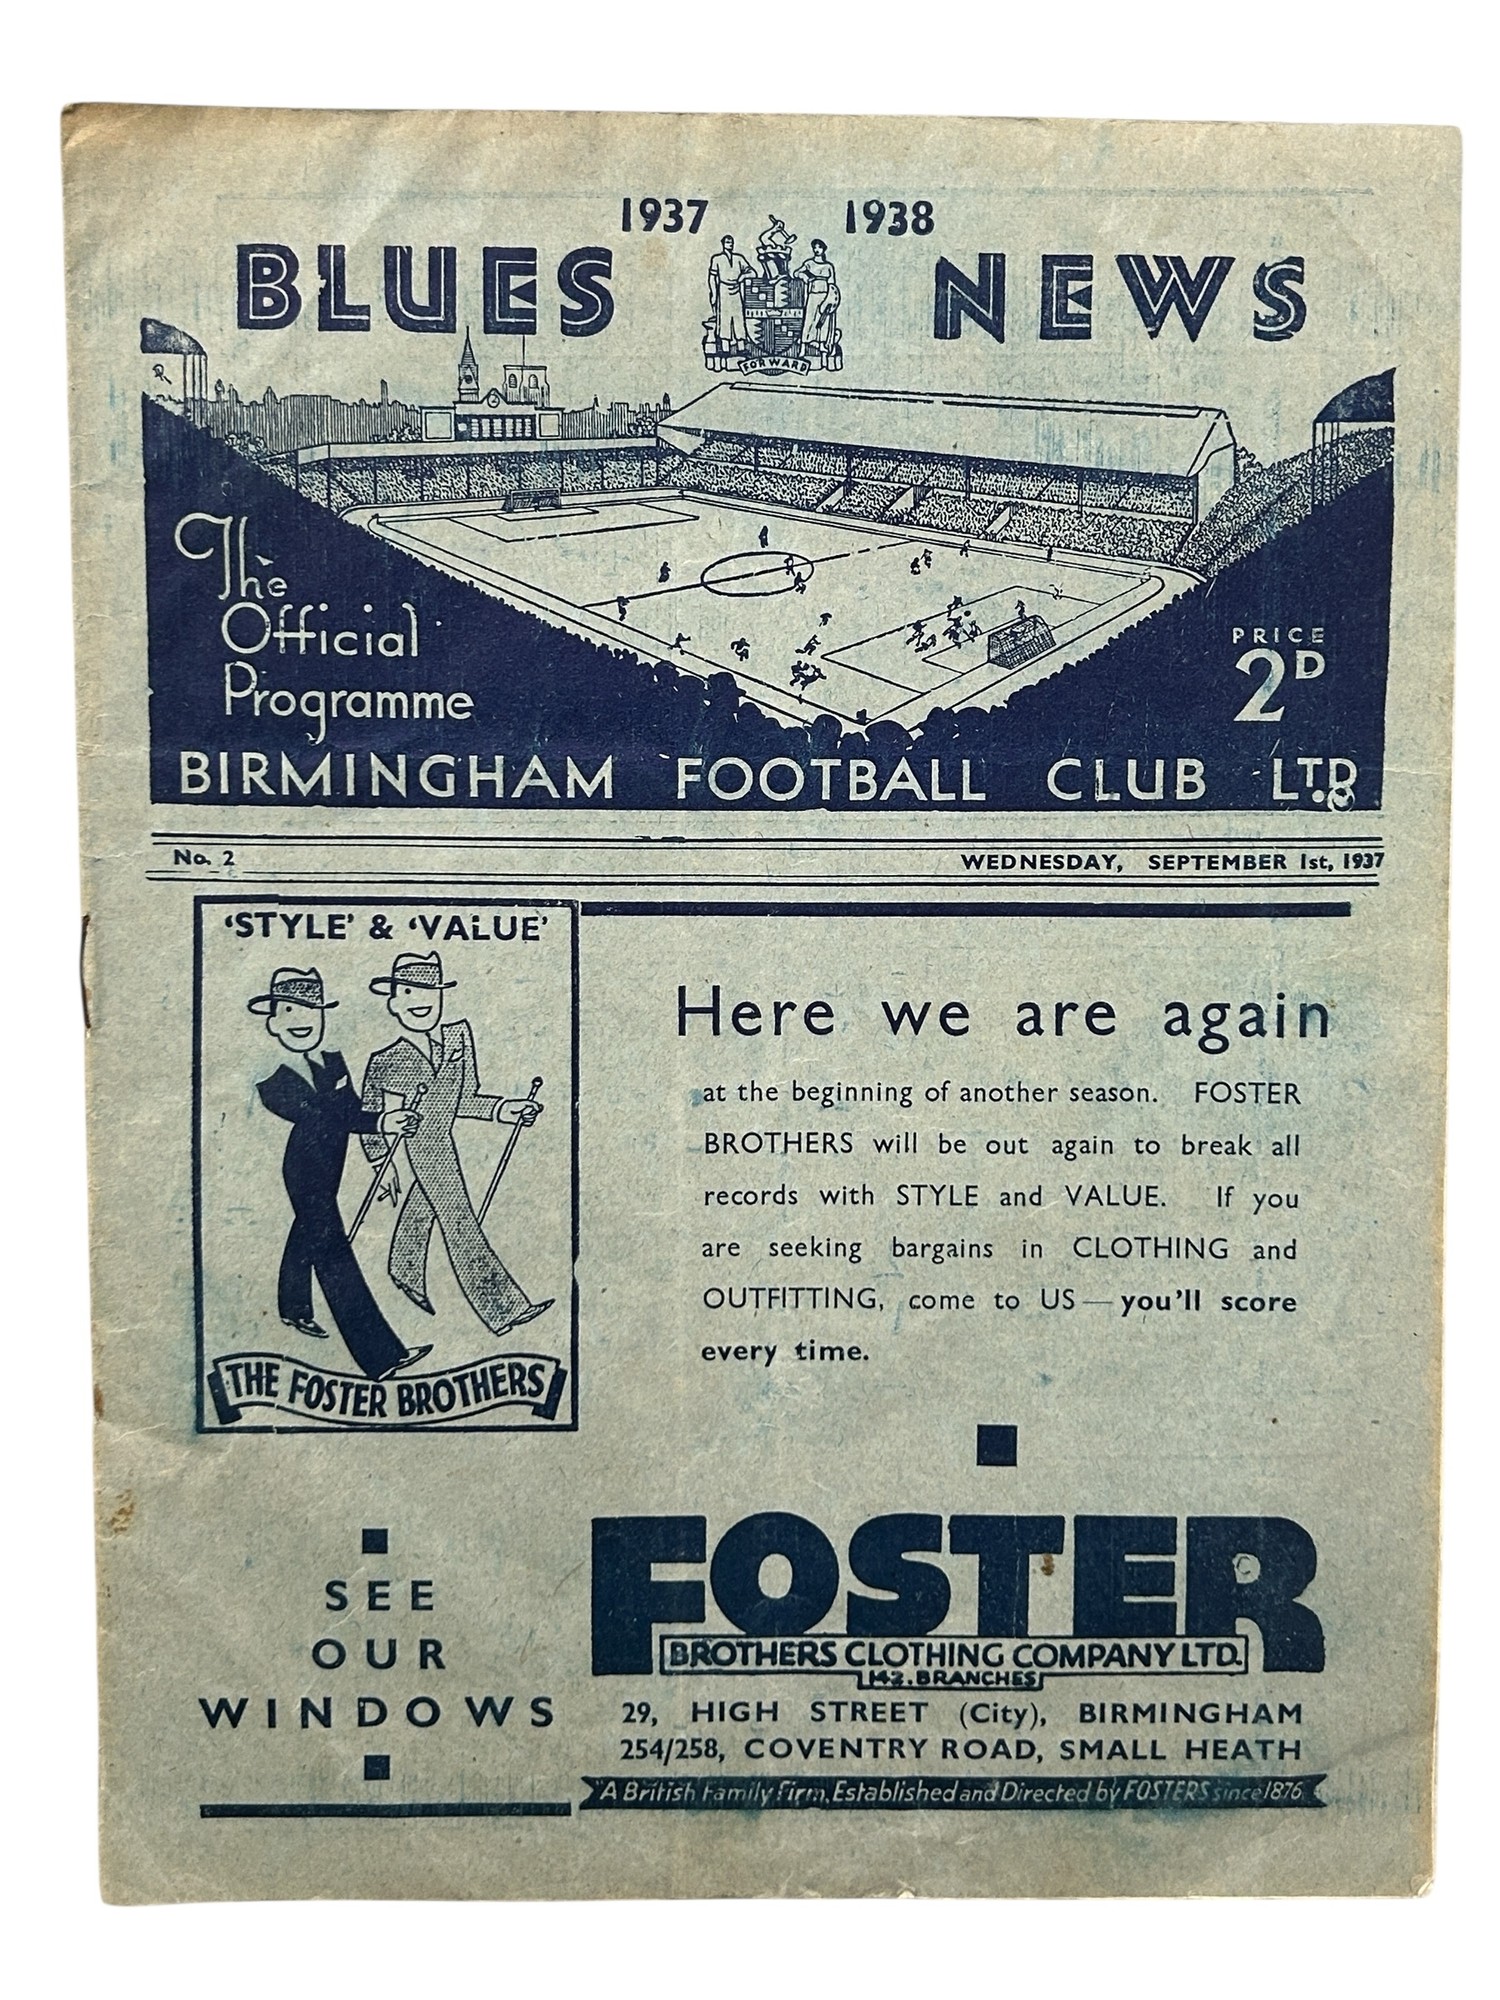 1937 1938
BLUES NEWS
FORWARD
The
Official
Programme
PRICE
2D
BIRMINGHAM FOOTBALL CLUB LTD
No. 2
WEDNESDAY, SEPTEMBER 1st, 1937
'STYLE' & 'VALUE'
THE FOSTER BROTHERS
Here we are again
at the beginning of another season. FOSTER
BROTHERS will be out again to break all
records with STYLE and VALUE. If you
are seeking bargains in CLOTHING and
OUTFITTING, come to US — you'll score
every time.
SEE
OUR
WINDOWS
FOSTER
BROTHERS CLOTHING COMPANY LTD.
142. BRANCHES
29, HIGH STREET (City), BIRMINGHAM
254/258, COVENTRY ROAD, SMALL HEATH
"A British Family Firm, Established and Directed by FOSTERS since 1876.